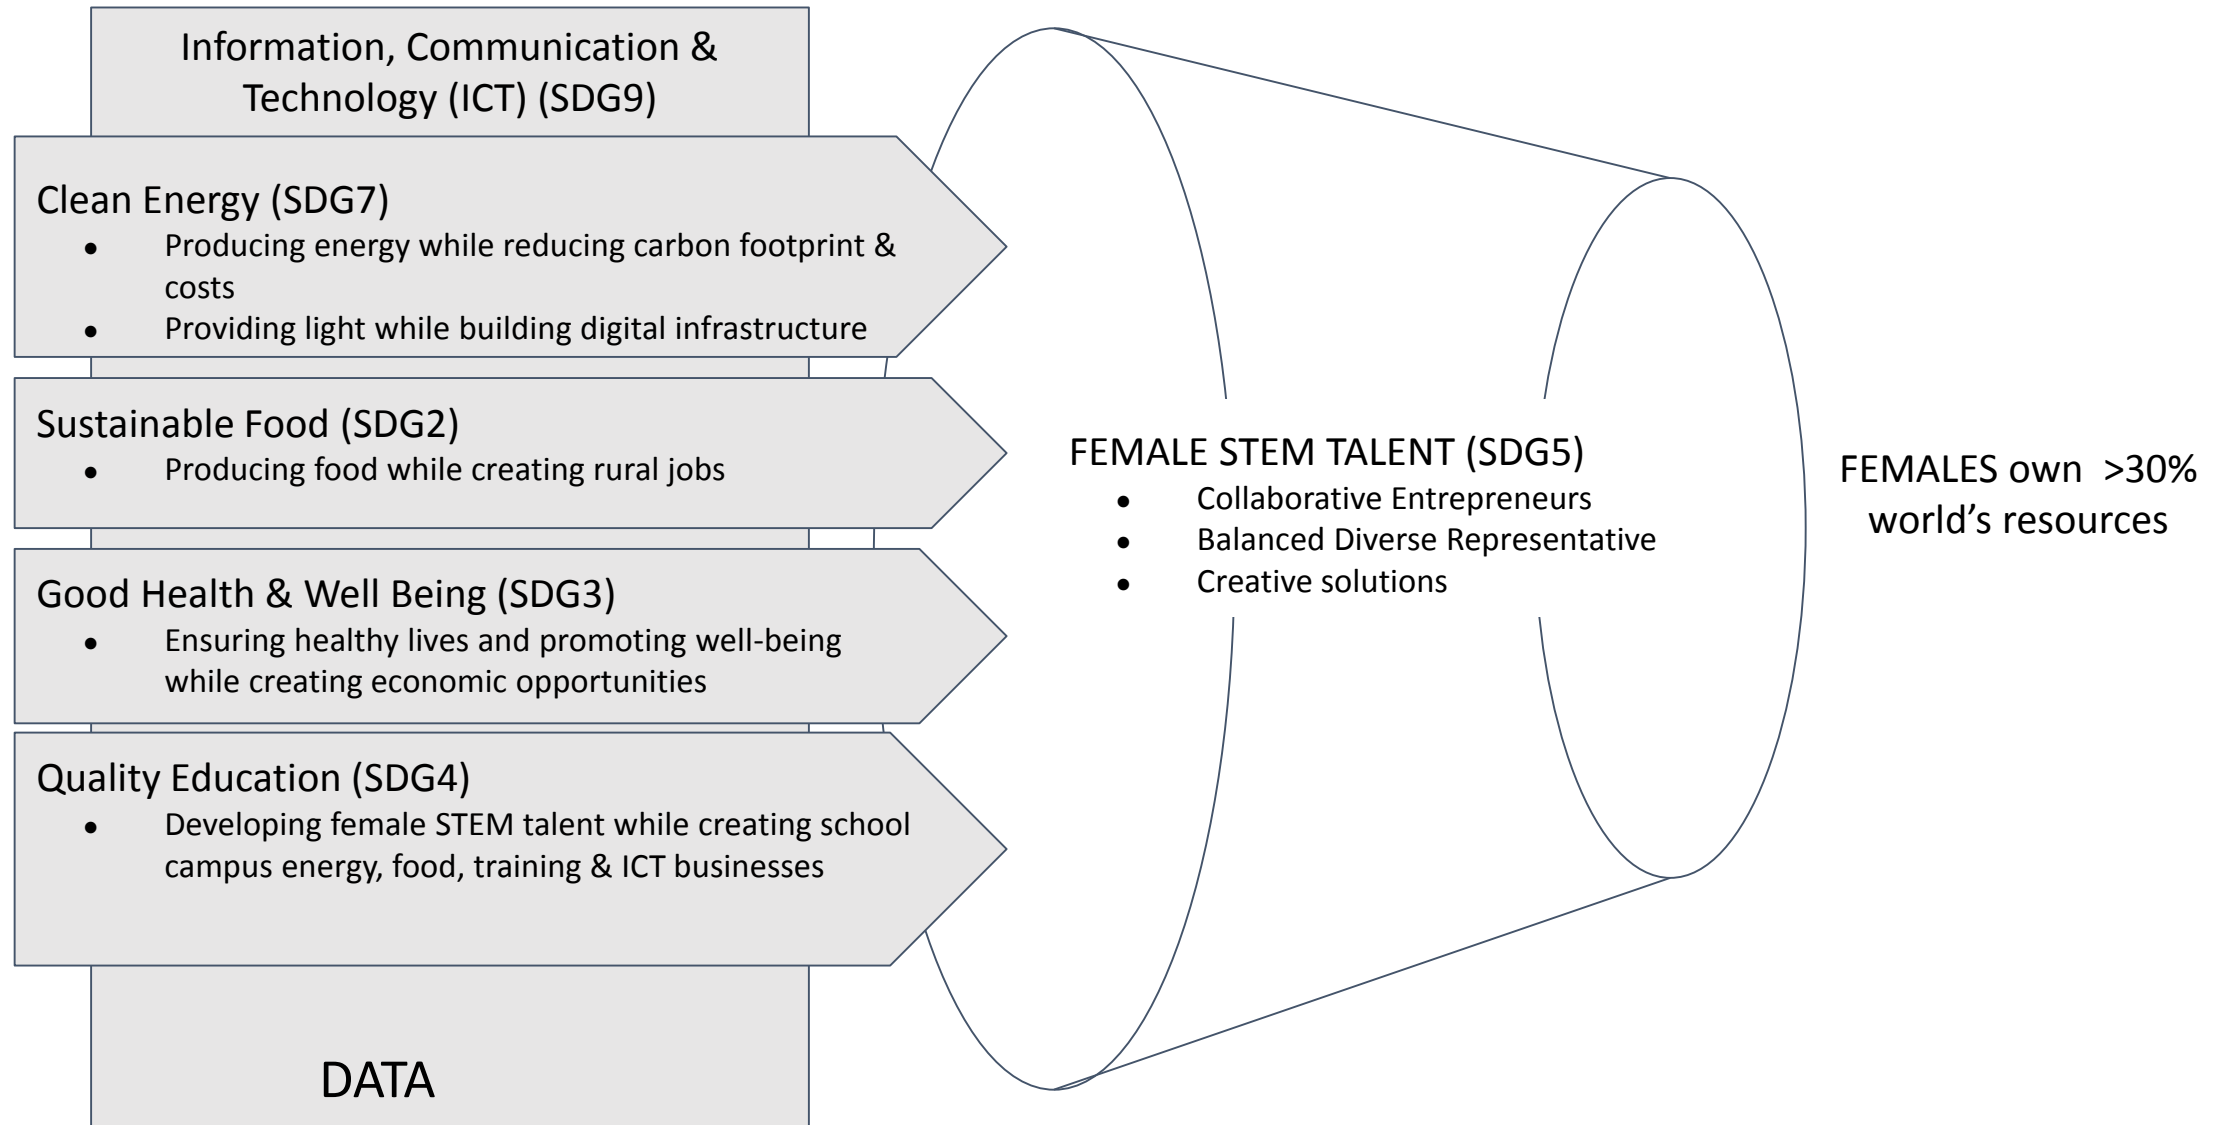 Information, Communication &
Technology (ICT) (SDG9)
Clean Energy (SDG7)
● Producing energy while reducing carbon footprint &
costs
● Providing light while building digital infrastructure
Sustainable Food (SDG2)
● Producing food while creating rural jobs
Good Health & Well Being (SDG3)
● Ensuring healthy lives and promoting well-being
while creating economic opportunities
Quality Education (SDG4)
● Developing female STEM talent while creating school
campus energy, food, training & ICT businesses
DATA
FEMALE STEM TALENT (SDG5)
● Collaborative Entrepreneurs
● Balanced Diverse Representative
● Creative solutions
FEMALES own >30%
world’s resources